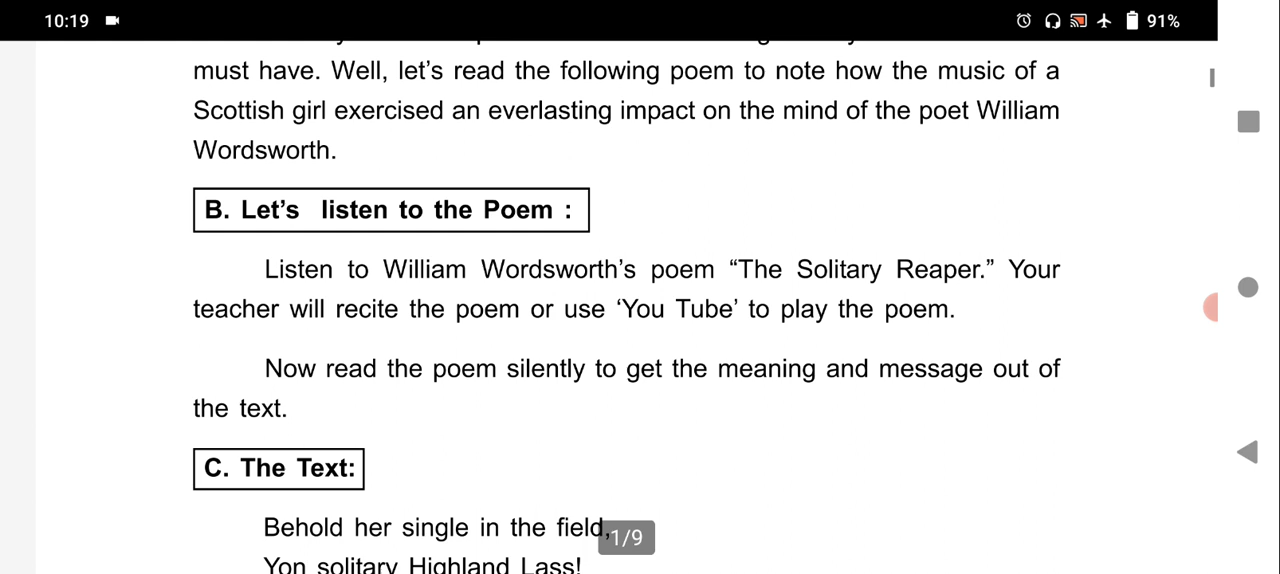 10:19
91%
must have. Well, let’s read the following poem to note how the music of a
Scottish girl exercised an everlasting impact on the mind of the poet William
Wordsworth.
B. Let’s listen to the Poem :
Listen to William Wordsworth’s poem “The Solitary Reaper.” Your
teacher will recite the poem or use ‘You Tube’ to play the poem.
Now read the poem silently to get the meaning and message out of
the text.
C. The Text:
Behold her single in the field,
1/9
Yon solitary Highland Lass!